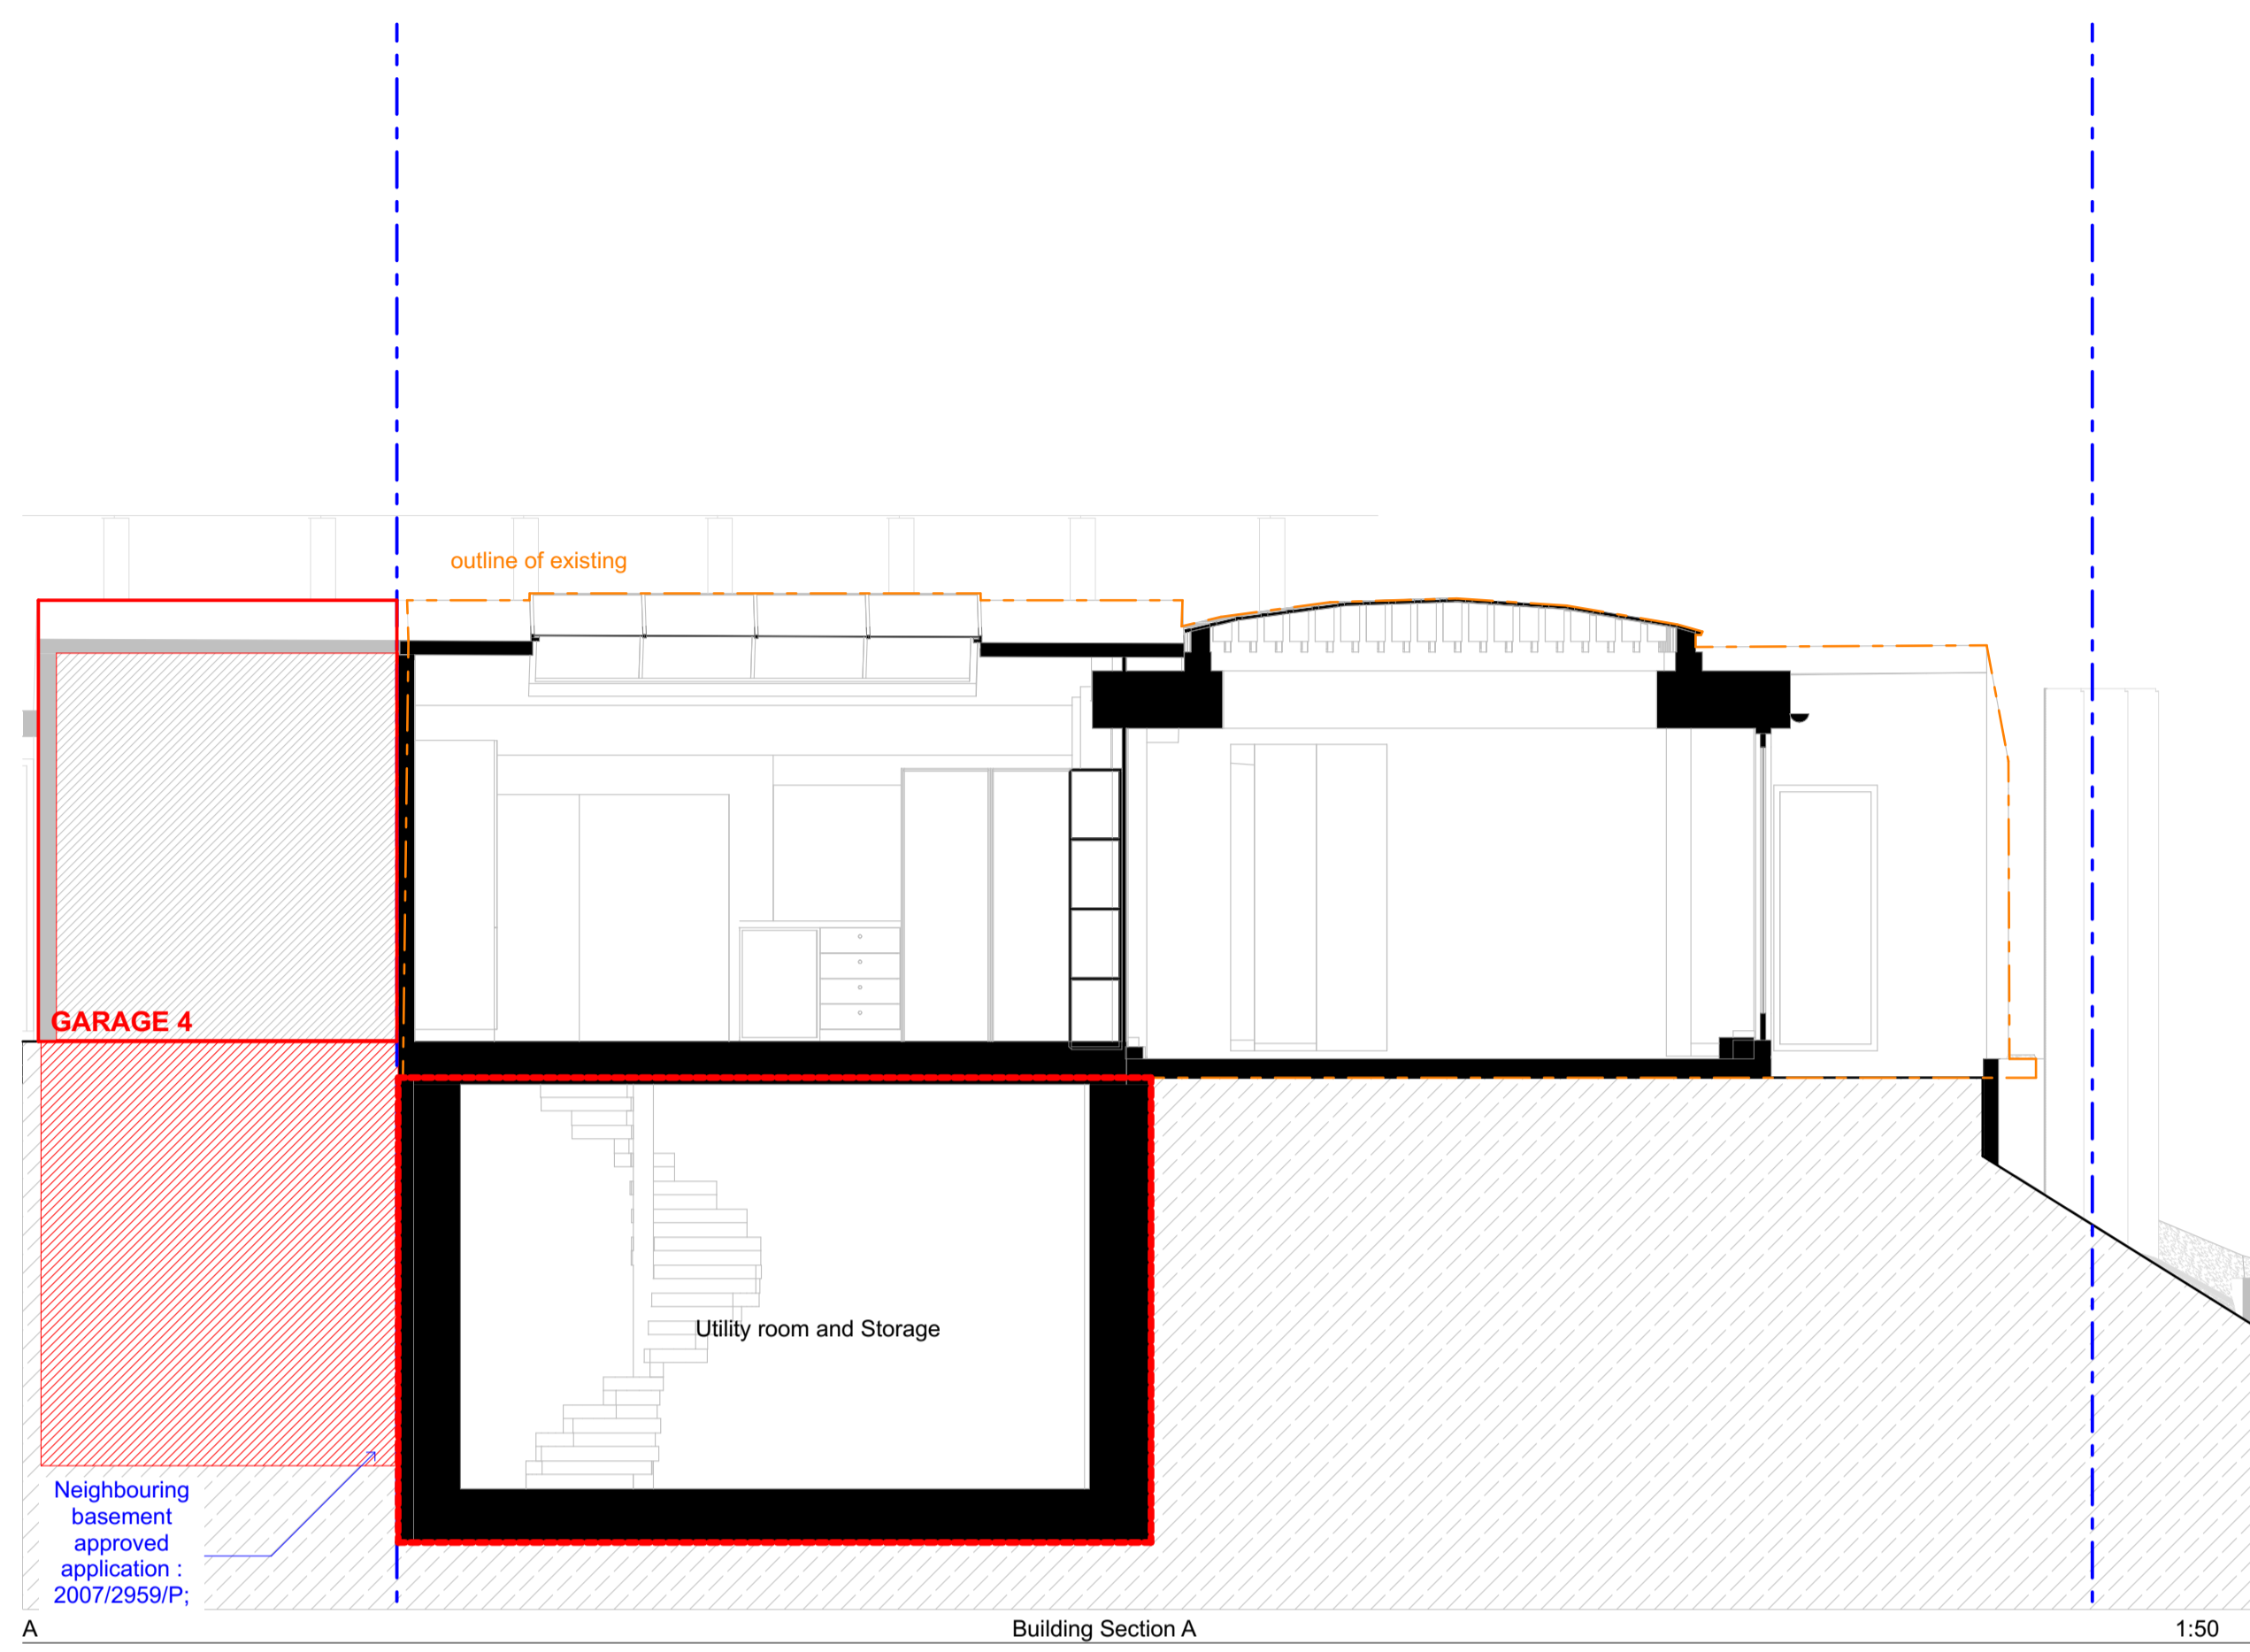 outline of existing
GARAGE 4
Utility room and Storage
Neighbouring
basement
approved
application :
2007/2959/P;
A
Building Section A
1:50